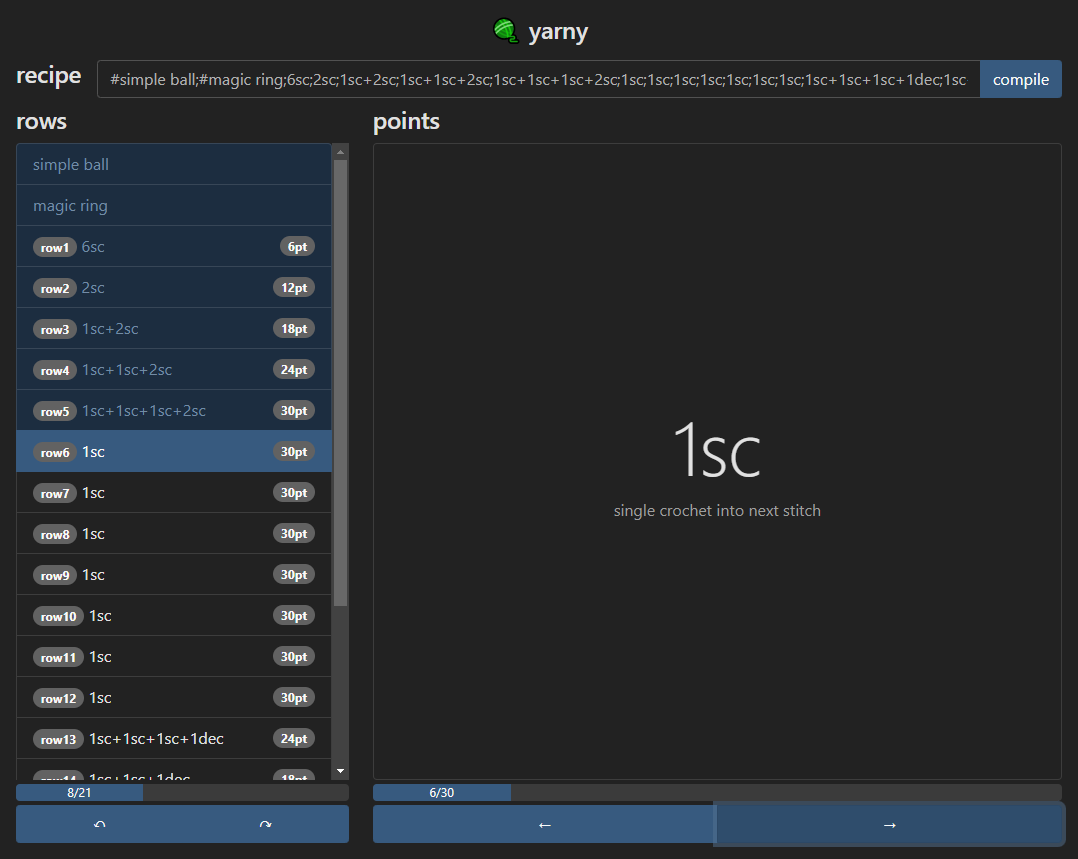 yarny
recipe #simple ball;#magic ring;6sc;2sc;1sc+2sc;1sc+1sc+2sc;1sc+1sc+1sc+2sc;1sc;1sc;1sc;1sc;1sc;1sc;1sc;1sc+1sc+1sc+1dec;1sc compile
rows
points
simple ball
magic ring
row1 6sc 6pt
row2 2sc 12pt
row3 1sc+2sc 18pt
row4 1sc+1sc+2sc 24pt
row5 1sc+1sc+1sc+2sc 30pt
row6 1sc 30pt
row7 1sc 30pt
row8 1sc 30pt
row9 1sc 30pt
row10 1sc 30pt
row11 1sc 30pt
row12 1sc 30pt
row13 1sc+1sc+1sc+1dec 24pt
row14 1sc+1sc+1dec 18pt
8/21
1sc
single crochet into next stitch
6/30
← →